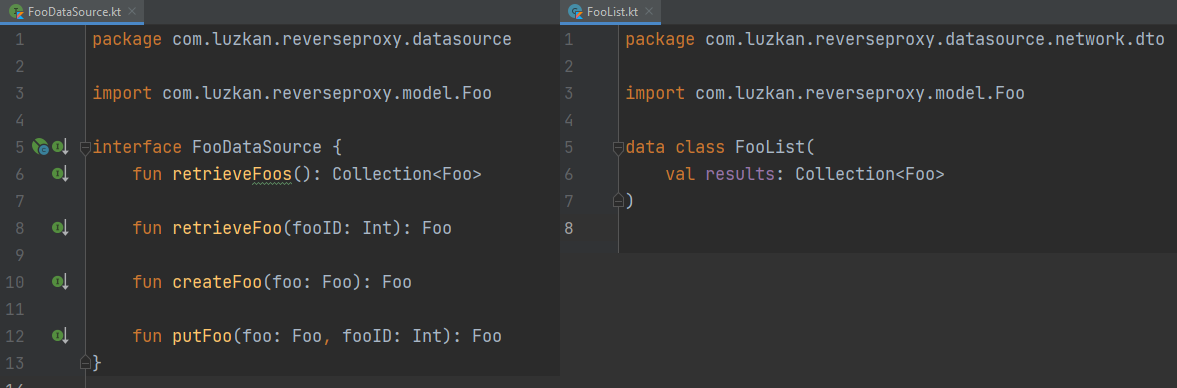 FooDataSource.kt
1 package com.luzkan.reverseproxy.datasource
2
3 import com.luzkan.reverseproxy.model.Foo
4
5 interface FooDataSource {
6     fun retrieveFoos(): Collection<Foo>
7
8     fun retrieveFoo(fooID: Int): Foo
9
10     fun createFoo(foo: Foo): Foo
11
12     fun putFoo(foo: Foo, fooID: Int): Foo
13 }
14
FooList.kt
1 package com.luzkan.reverseproxy.datasource.network.dto
2
3 import com.luzkan.reverseproxy.model.Foo
4
5 data class FooList(
6     val results: Collection<Foo>
7 )
8